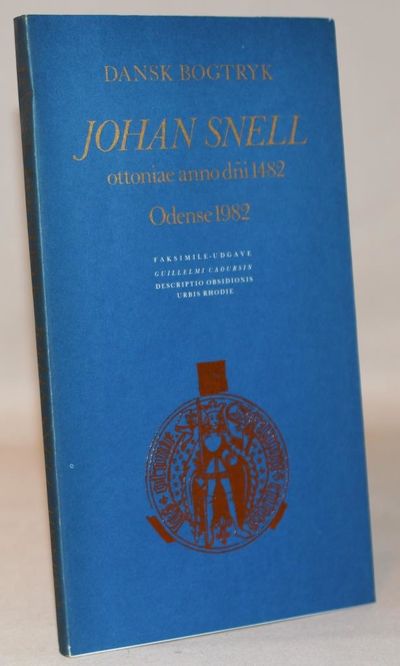 DANSK BOGTRYK
JOHAN SNELL
ottoniae anno dñi 1482
Odense 1982
FAKSIMILE-UDGAVE
GUILLELMI CAOURSIN
DESCRIPTIO OBSIDIONIS
URBIS RHODIE